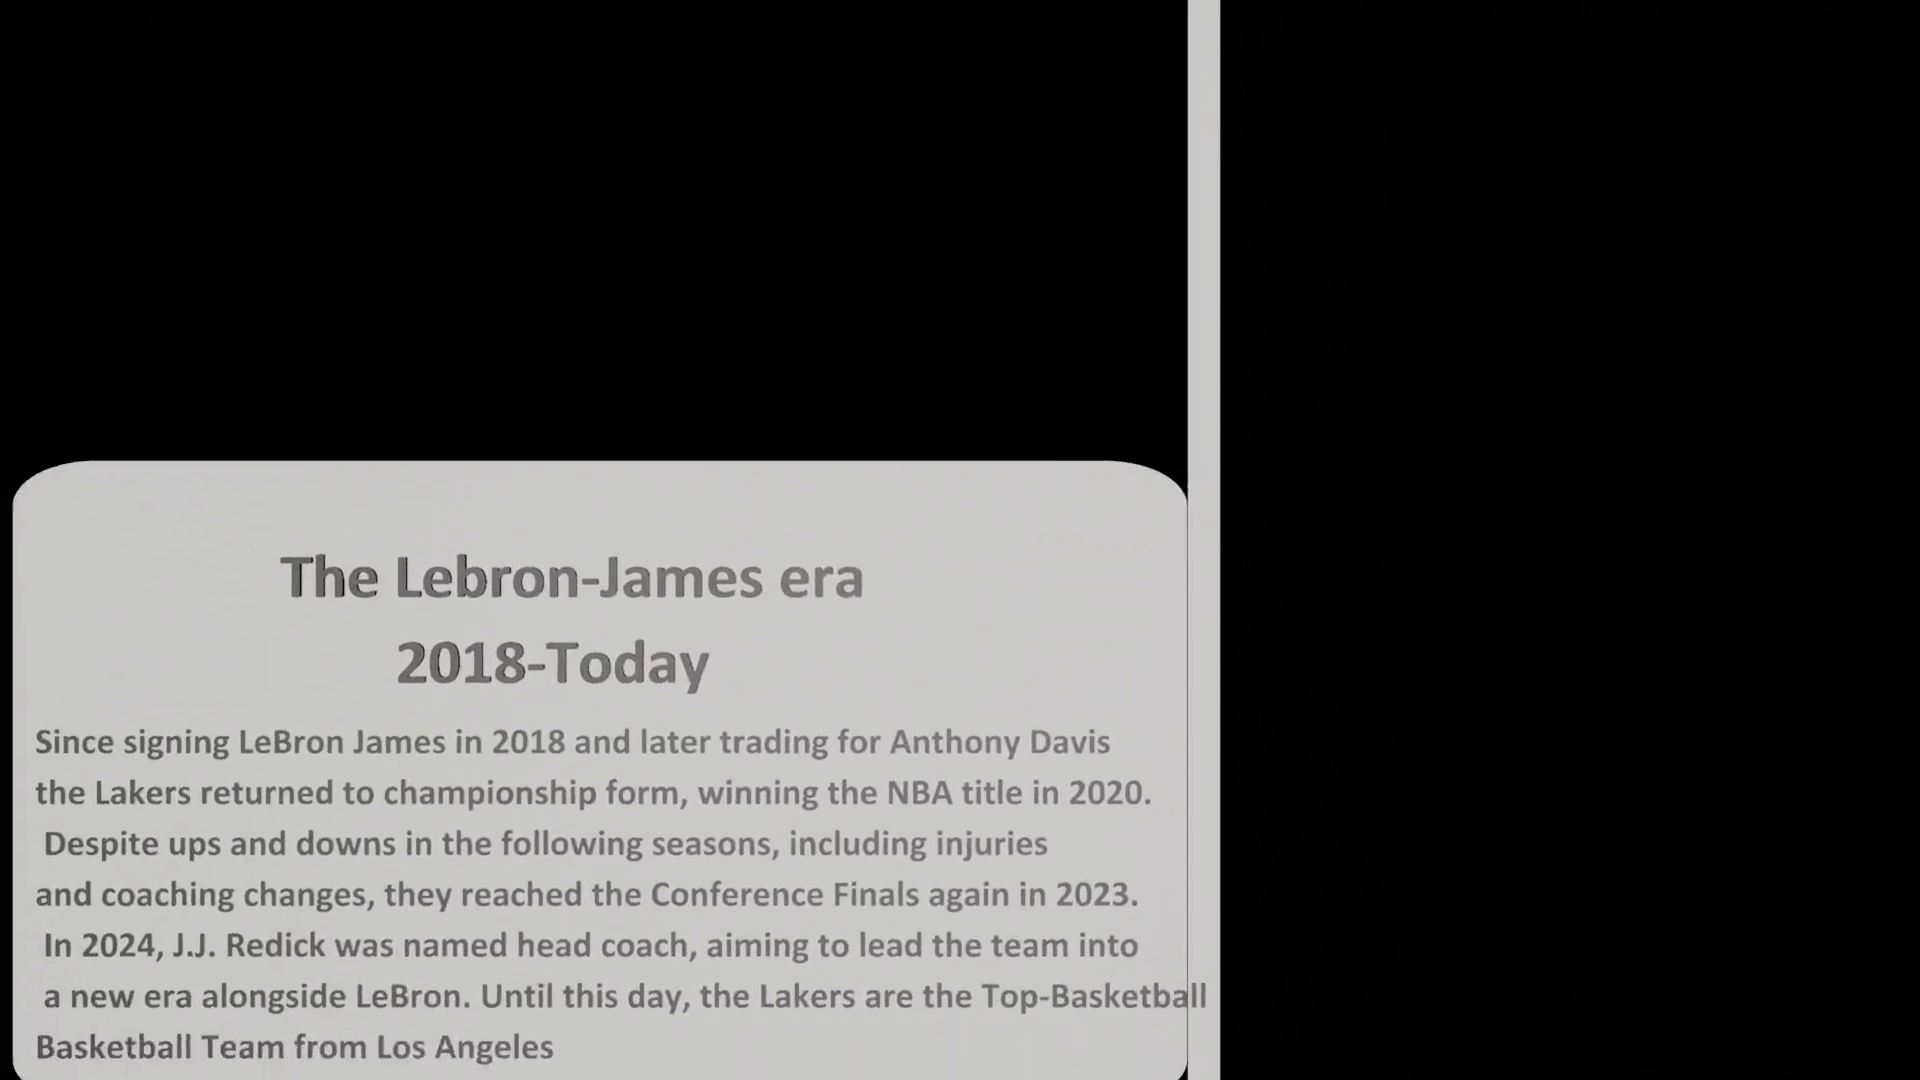 The Lebron-James era
2018-Today
Since signing LeBron James in 2018 and later trading for Anthony Davis
the Lakers returned to championship form, winning the NBA title in 2020.
Despite ups and downs in the following seasons, including injuries
and coaching changes, they reached the Conference Finals again in 2023.
In 2024, J.J. Redick was named head coach, aiming to lead the team into
a new era alongside LeBron. Until this day, the Lakers are the Top-Basketball
Basketball Team from Los Angeles